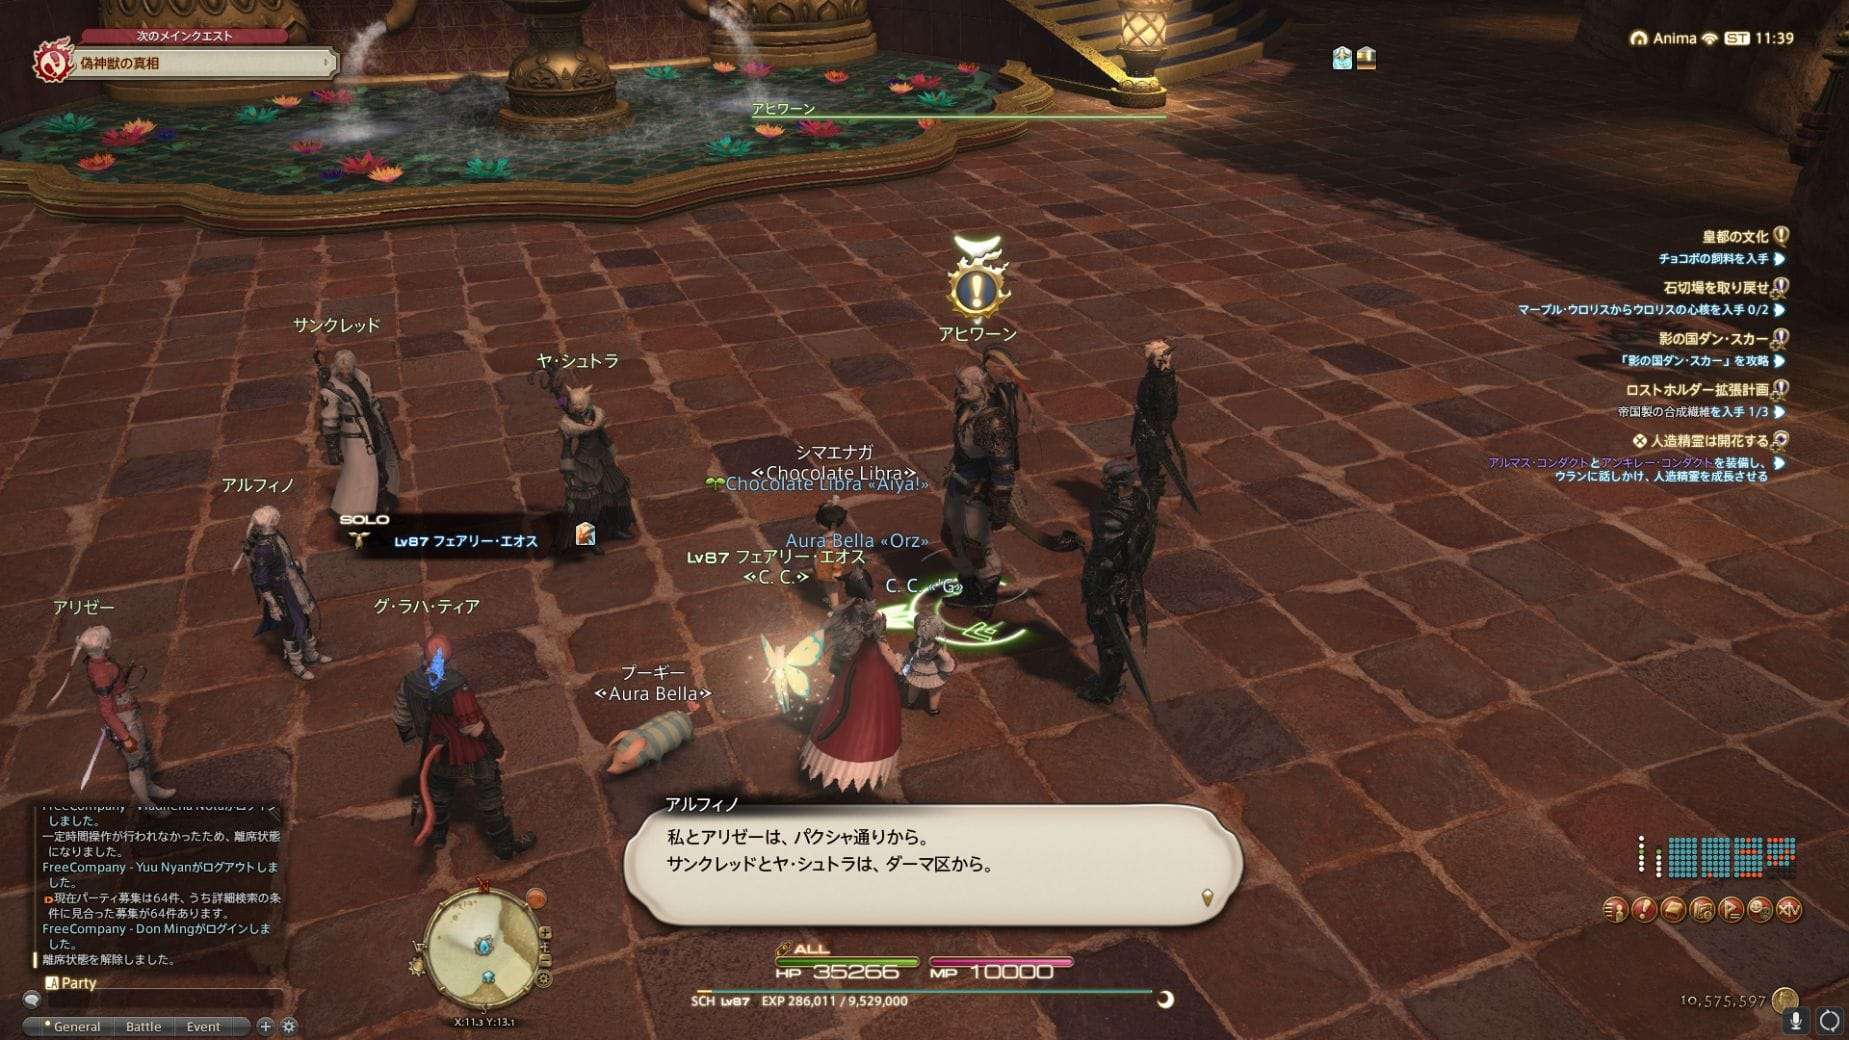 次のメインクエスト
偽神獣の真相
Anima ST 11:39
アヒワーン
皇都の文化
チョコボの飼料を入手
石切場を取り戻せ
マーブル・ウロリスからウロリスの心核を入手 0/2
影の国ダン・スカー
「影の国ダン・スカー」を攻略
ロストホルダー拡張計画
帝国製の合成繊維を入手 1/3
人造精霊は開花する
アルマス・コンダクトとアンキレー・コンダクトを装備し、
ウランに話しかけ、人造精霊を成長させる
アヒワーン
サンクレッド
ヤ・シュトラ
シマエナガ
«Chocolate Libra»
Chocolate Libra «Aiya!»
アルフィノ
SOLO
Lv87 フェアリー・エオス
Aura Bella «Orz»
Lv87 フェアリー・エオス
«C. C.»
C. C.
アリゼー
グ・ラハ・ティア
プーギー
«Aura Bella»
アルフィノ
私とアリゼーは、パクシャ通りから。
サンクレッドとヤ・シュトラは、ダーマ区から。
しました。
一定時間操作が行われなかったため、離席状態
になりました。
FreeCompany - Yuu Nyanがログアウトしま
した。
現在パーティ募集は64件、うち詳細検索の条
件に見合った募集が64件あります。
FreeCompany - Don Mingがログインしま
した。
離席状態を解除しました。
Party
General Battle Event
X:11.3 Y:13.1
ALL
HP 35266 MP 10000
SCH Lv87 EXP 286,011 / 9,529,000
10,575,597
XIV